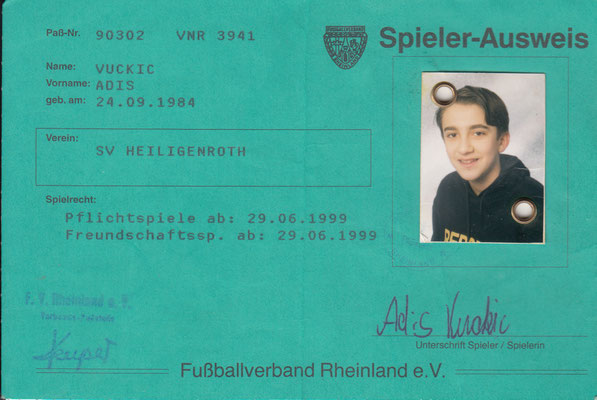 Paß-Nr. 90302 VNR 3941
Spieler-Ausweis
Name: VUCKIC
Vorname: ADIS
geb. am: 24.09.1984
Verein:
SV HEILIGENROTH
Spielrecht:
Pflichtspiele ab: 29.06.1999
Freundschaftssp. ab: 29.06.1999
F. V. Rheinland e. V.
Adis Vuckic
Unterschrift Spieler / Spielerin
Fußballverband Rheinland e.V.